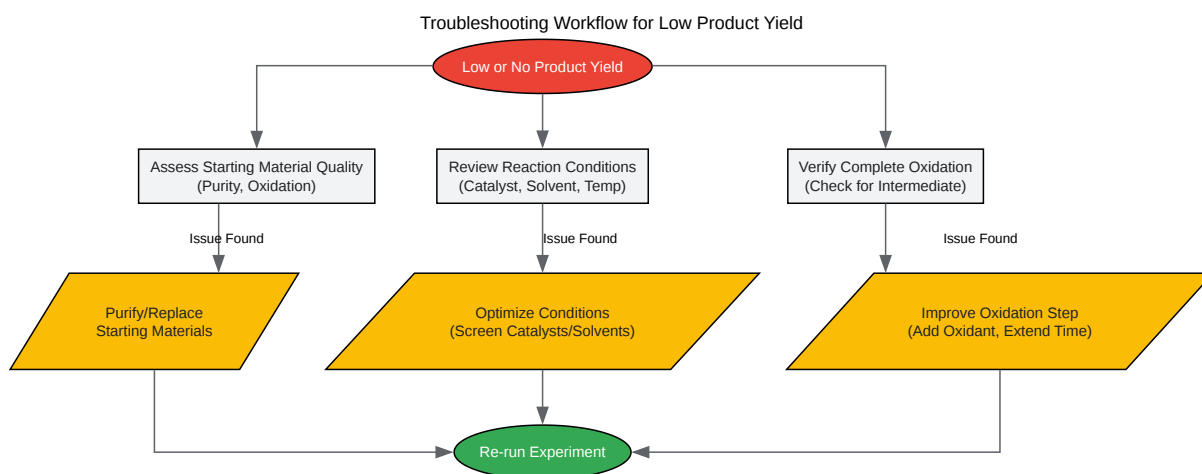 Troubleshooting Workflow for Low Product Yield
Low or No Product Yield
Assess Starting Material Quality
(Purity, Oxidation)
Review Reaction Conditions
(Catalyst, Solvent, Temp)
Verify Complete Oxidation
(Check for Intermediate)
Issue Found
Issue Found
Issue Found
Purify/Replace
Starting Materials
Optimize Conditions
(Screen Catalysts/Solvents)
Improve Oxidation Step
(Add Oxidant, Extend Time)
Re-run Experiment